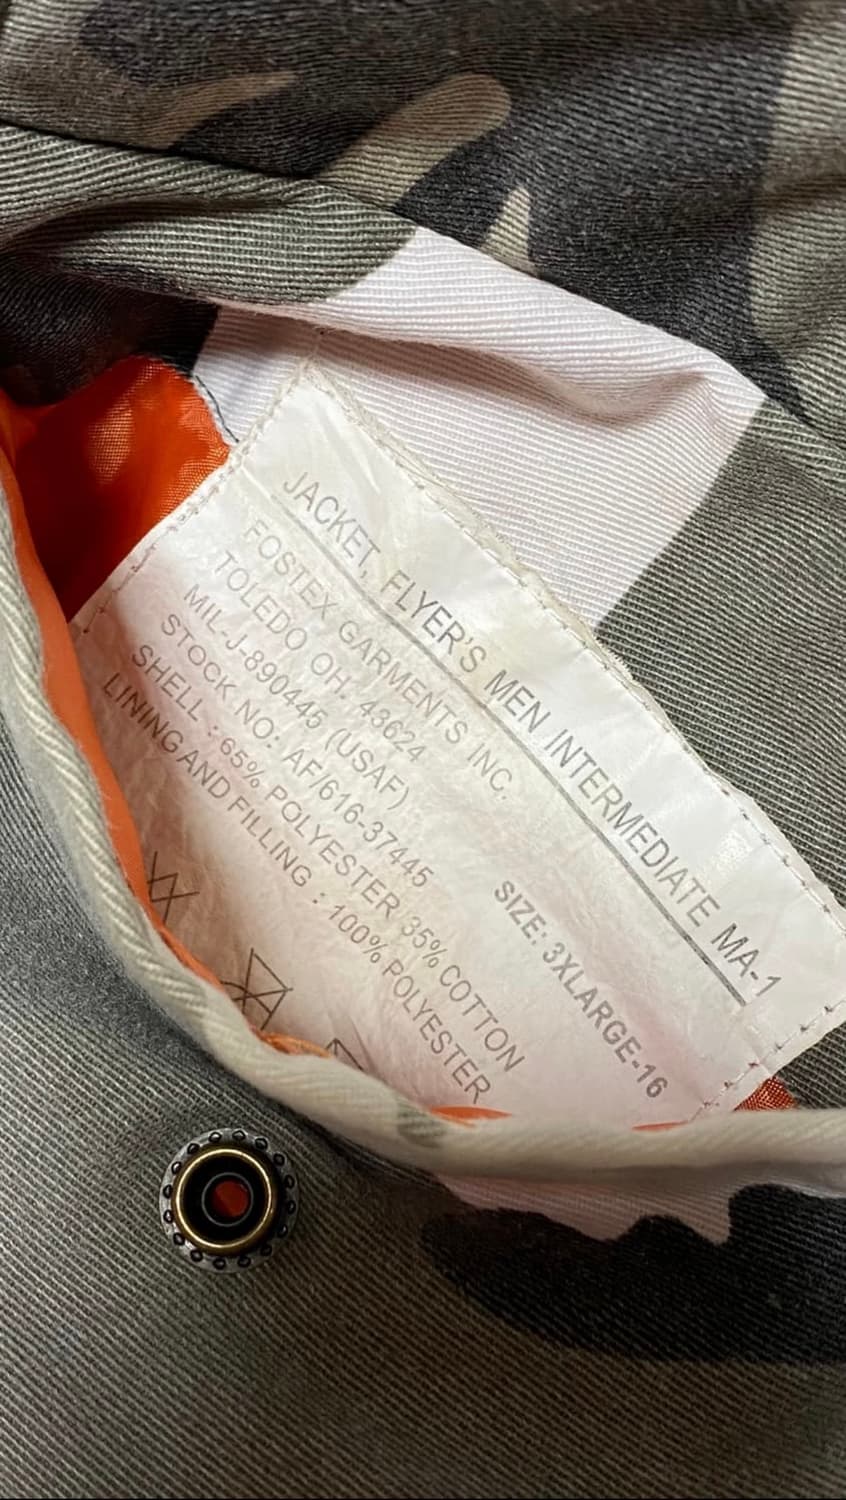 JACKET, FLYER'S MEN INTERMEDIATE MA-1
FOSTEX GARMENTS INC.
TOLEDO OH. 43624
MIL-J-890445 (USAF)
STOCK NO: AF/616-37445
SHELL : 65% POLYESTER 35% COTTON
LINING AND FILLING : 100% POLYESTER
SIZE: 3XLARGE-16